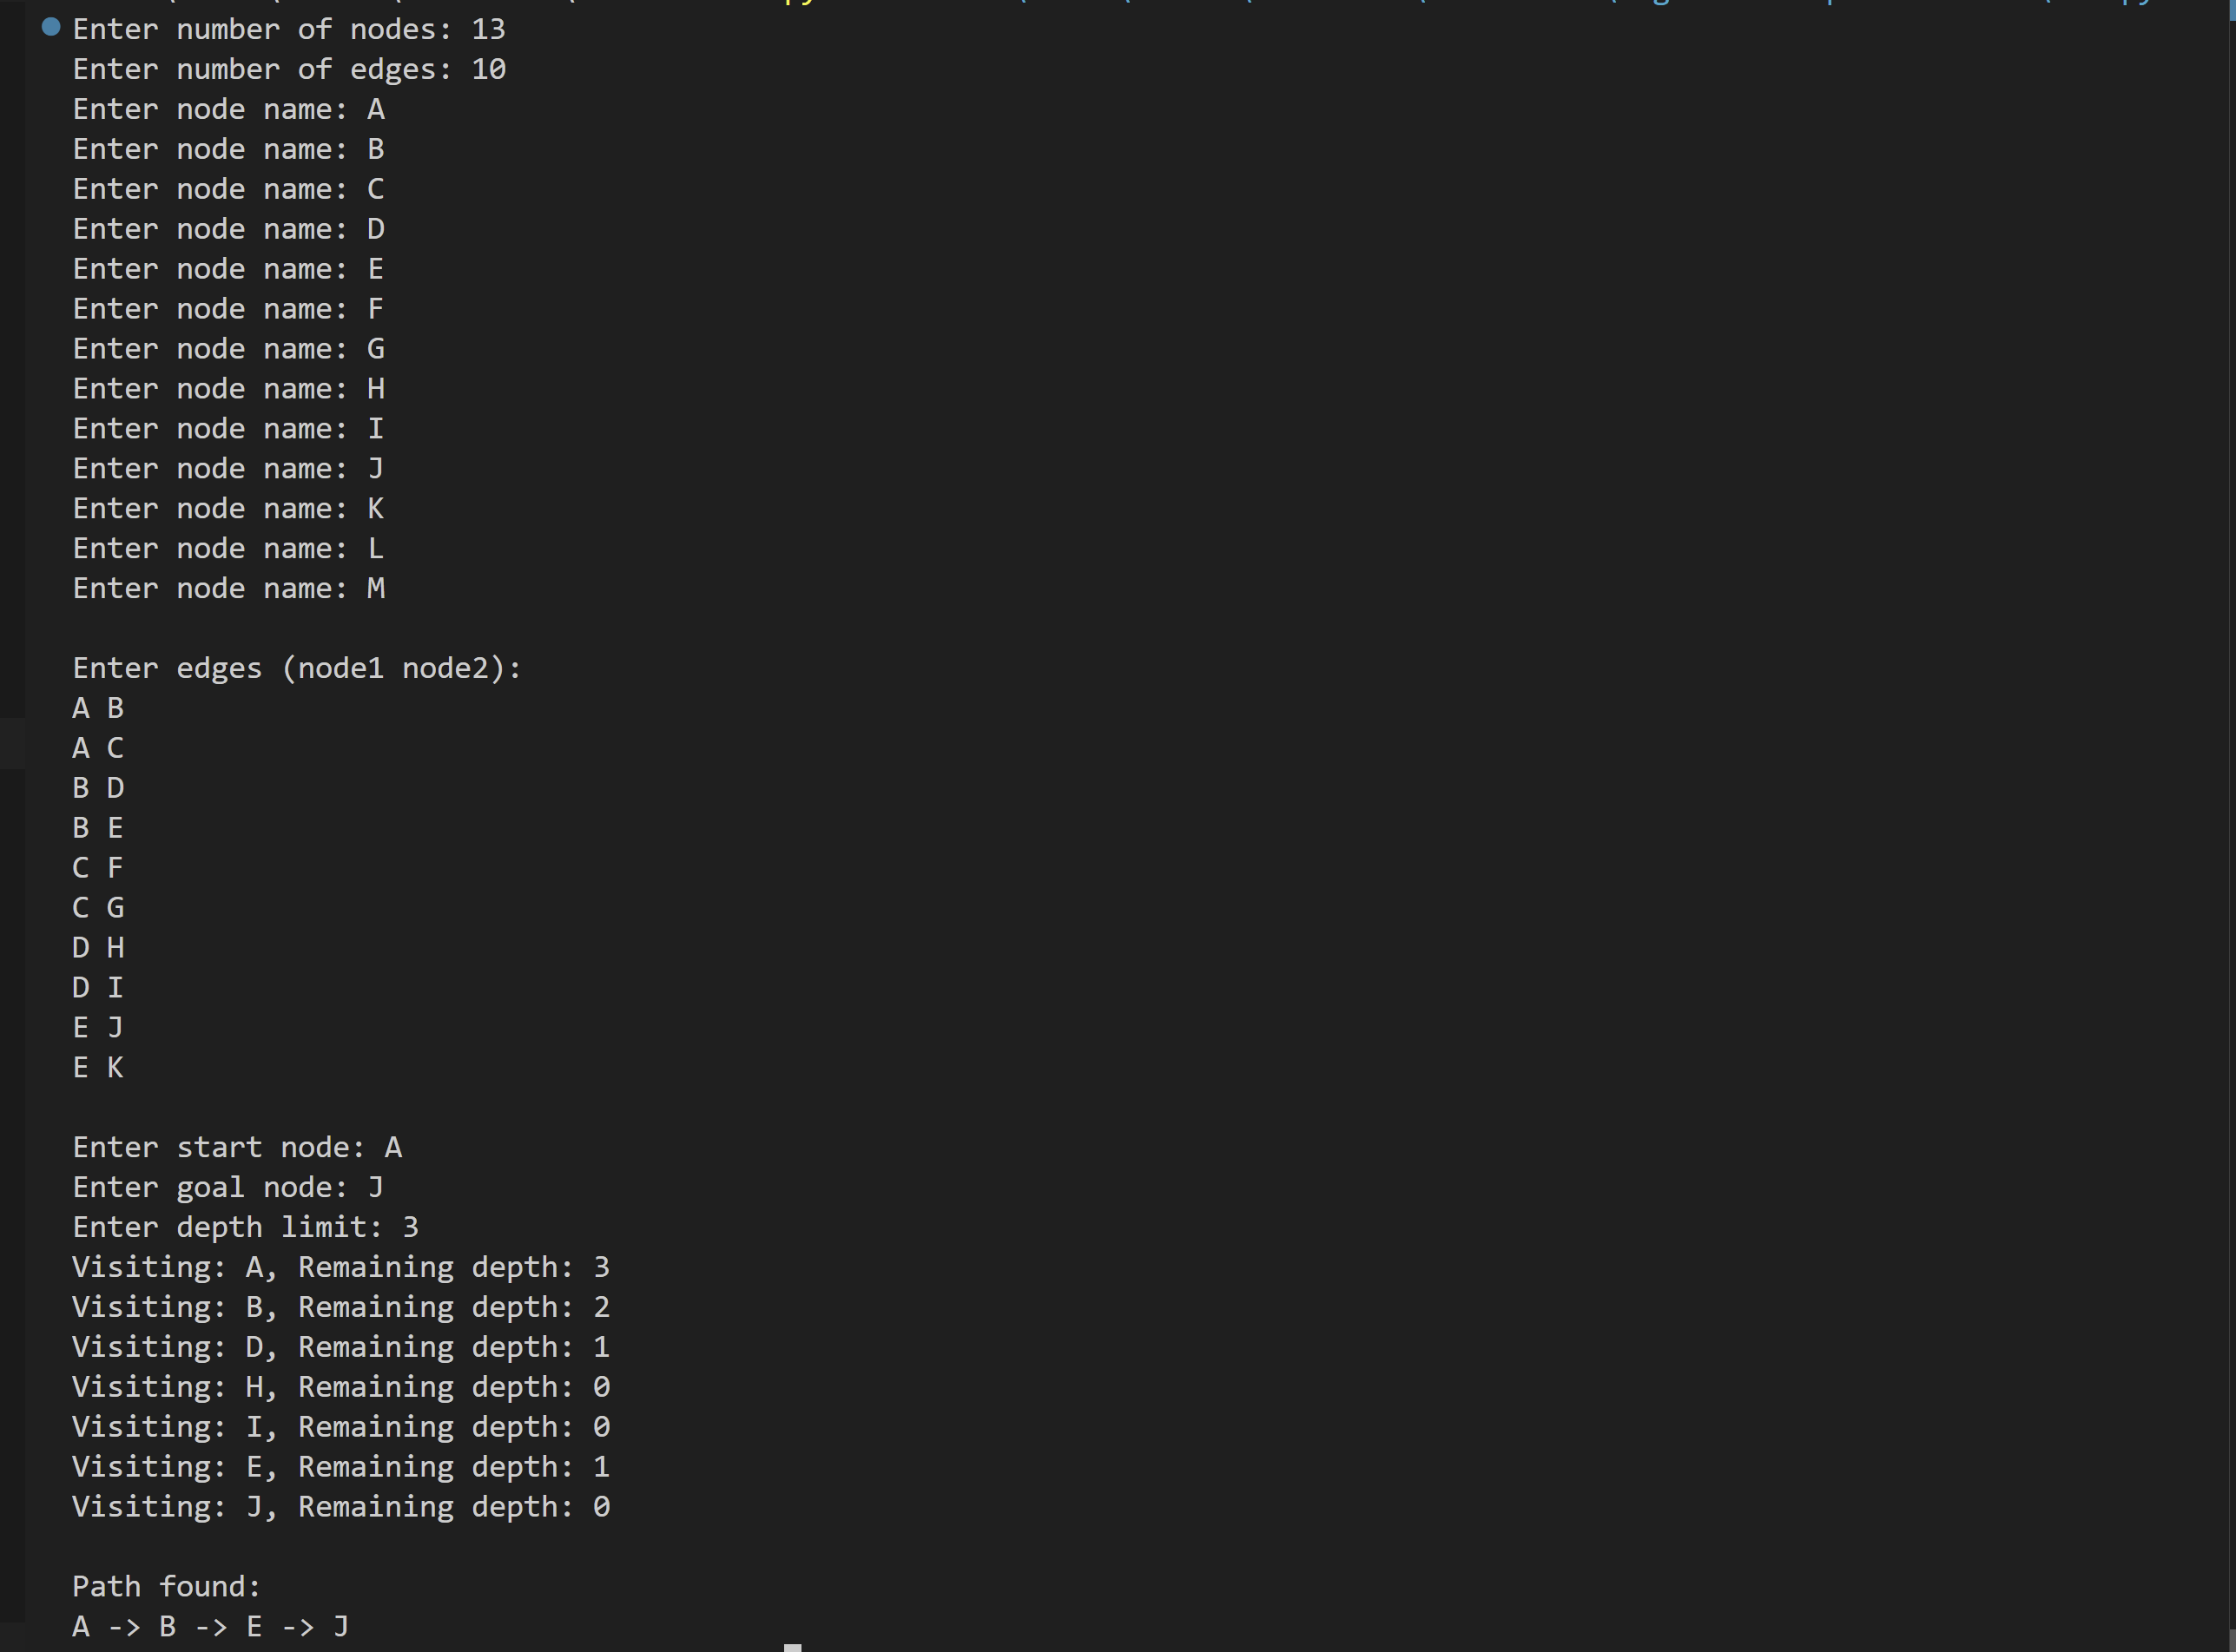 Enter number of nodes: 13
Enter number of edges: 10
Enter node name: A
Enter node name: B
Enter node name: C
Enter node name: D
Enter node name: E
Enter node name: F
Enter node name: G
Enter node name: H
Enter node name: I
Enter node name: J
Enter node name: K
Enter node name: L
Enter node name: M
Enter edges (node1 node2):
A B
A C
B D
B E
C F
C G
D H
D I
E J
E K
Enter start node: A
Enter goal node: J
Enter depth limit: 3
Visiting: A, Remaining depth: 3
Visiting: B, Remaining depth: 2
Visiting: D, Remaining depth: 1
Visiting: H, Remaining depth: 0
Visiting: I, Remaining depth: 0
Visiting: E, Remaining depth: 1
Visiting: J, Remaining depth: 0
Path found:
A -> B -> E -> J